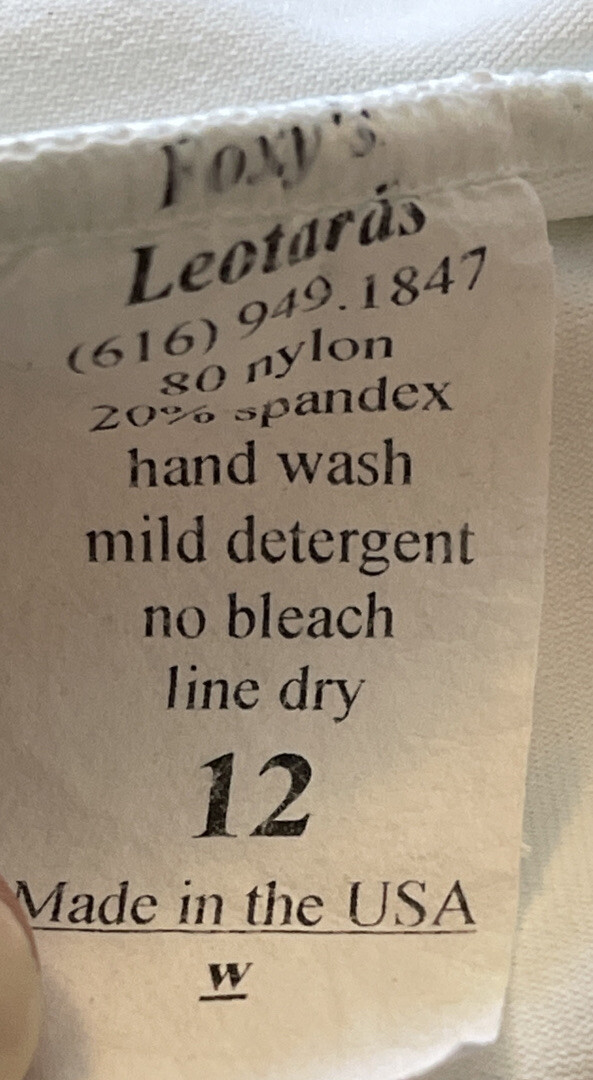 Foxy's
Leotards
(616) 949.1847
80 nylon
20% spandex
hand wash
mild detergent
no bleach
line dry
12
Made in the USA
w